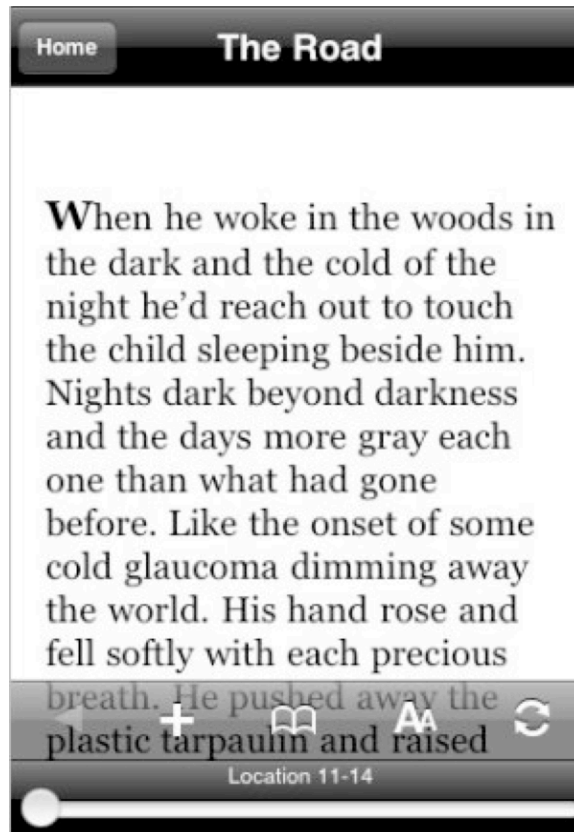 Home
The Road
When he woke in the woods in
the dark and the cold of the
night he’d reach out to touch
the child sleeping beside him.
Nights dark beyond darkness
and the days more gray each
one than what had gone
before. Like the onset of some
cold glaucoma dimming away
the world. His hand rose and
fell softly with each precious
breath. He pushed away the
plastic tarpaulin and raised
AA
Location 11-14